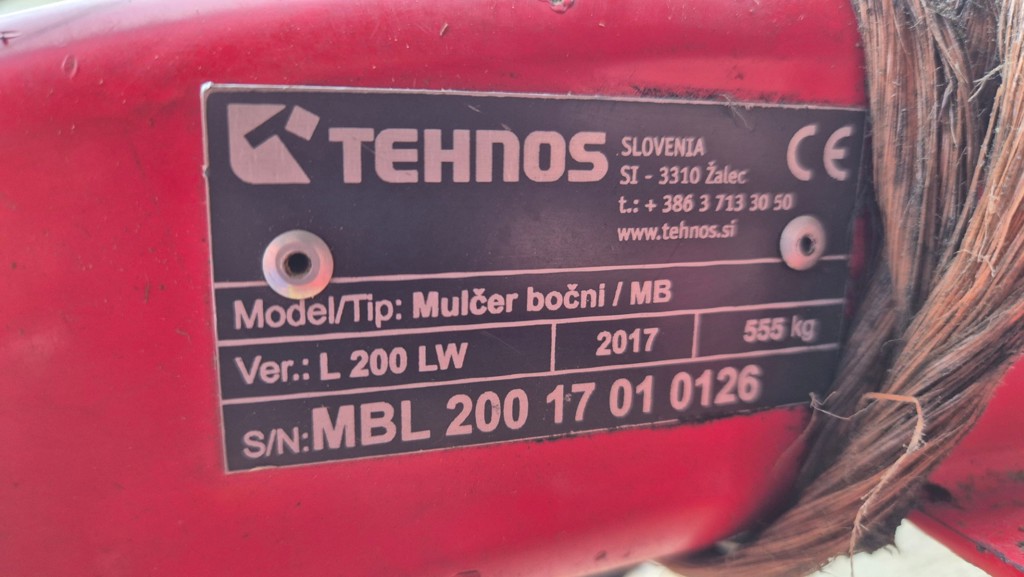 TEHNOS
SLOVENIA
SI - 3310 Žalec
t.: + 386 3 713 30 50
www.tehnos.si
CE
Model/Tip: Mulčer bočni / MB
Ver.: L 200 LW 2017 555 kg
S/N: MBL 200 17 01 0126